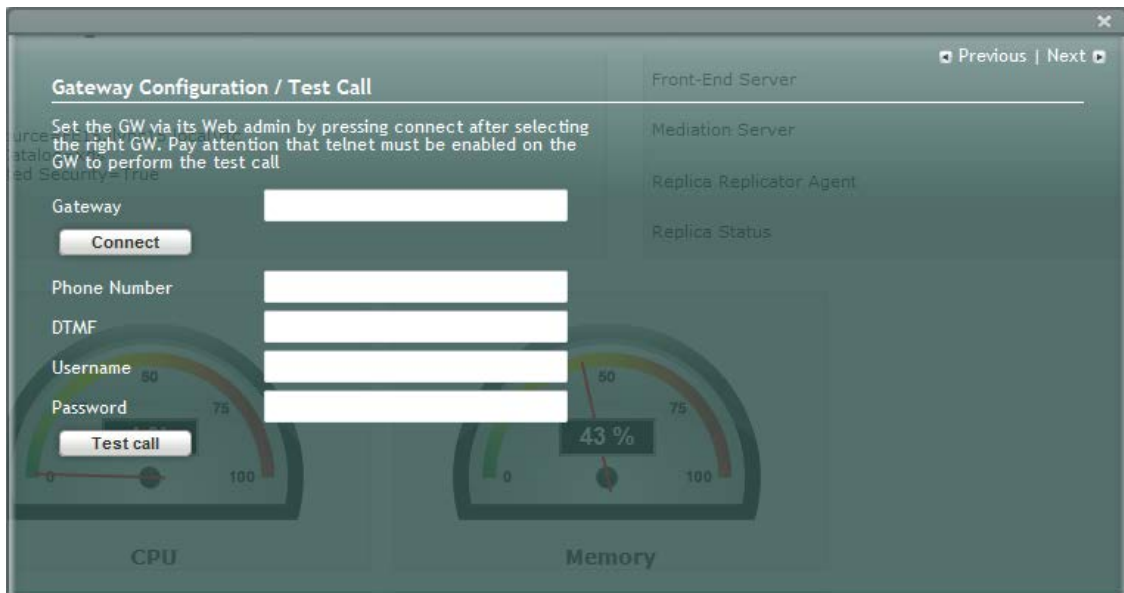 Previous | Next
Gateway Configuration / Test Call
Front-End Server
Set the GW via its Web admin by pressing connect after selecting
the right GW. Pay attention that telnet must be enabled on the
GW to perform the test call
Mediation Server
Security=True
Replica Replicator Agent
Gateway
Connect
Replica Status
Phone Number
DTMF
Username
50
50
Password
75
75
Test call
43 %
0
100
0
100
CPU
Memory